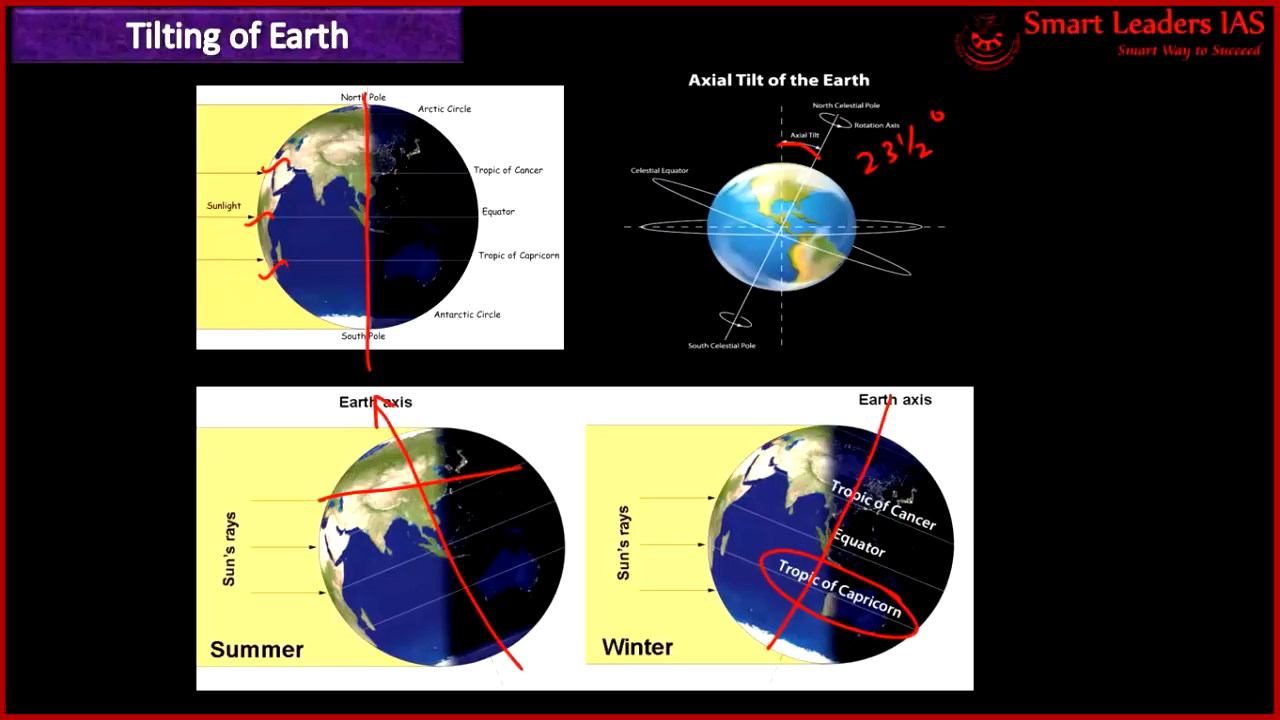 Tilting of Earth
Smart Leaders IAS
Smart Way to Succeed
North Pole
Arctic Circle
Tropic of Cancer
Sunlight
Equator
Tropic of Capricorn
Antarctic Circle
South Pole
Axial Tilt of the Earth
North Celestial Pole
Rotation Axis
Axial Tilt
23 1/2 °
Celestial Equator
South Celestial Pole
Earth axis
Sun's rays
Summer
Earth axis
Sun's rays
Tropic of Cancer
Equator
Tropic of Capricorn
Winter